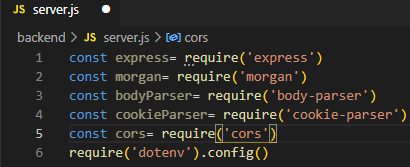 JS server.js
backend > JS server.js > cors
1 const express= require('express')
2 const morgan= require('morgan')
3 const bodyParser= require('body-parser')
4 const cookieParser= require('cookie-parser')
5 const cors= require('cors')
6 require('dotenv').config()